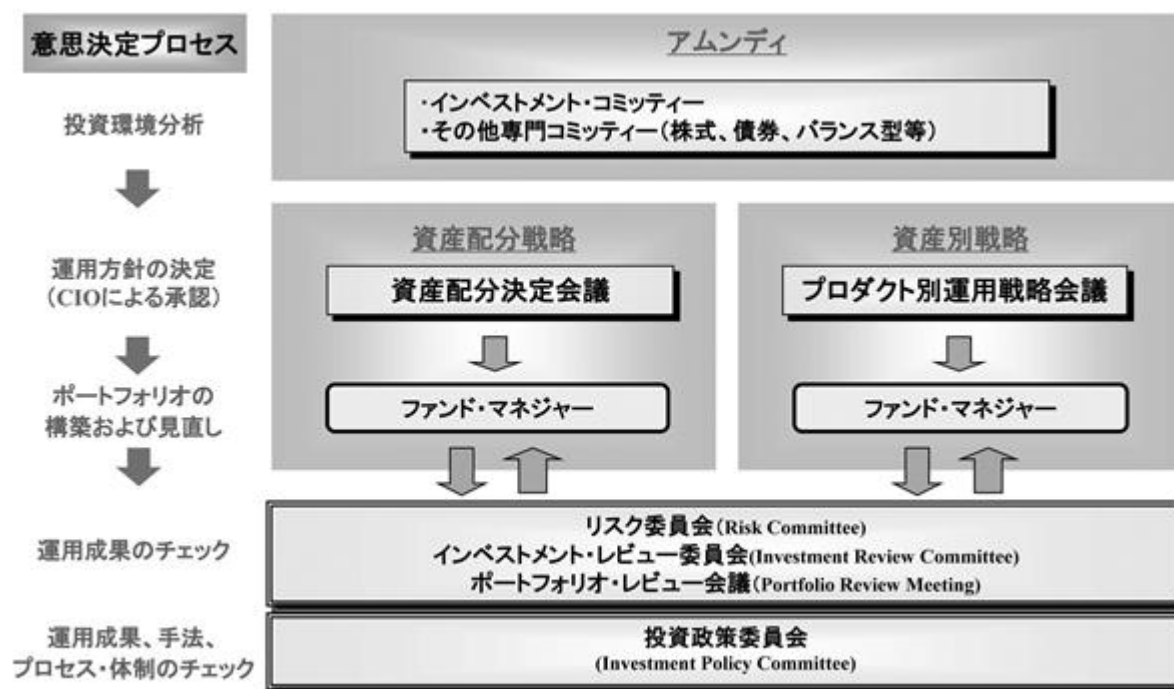 意思決定プロセス
アムンディ
・インベストメント・コミッティー
・その他専門コミッティー(株式、債券、バランス型等)
投資環境分析
資産配分戦略
資産別戦略
運用方針の決定
(CIOによる承認)
資産配分決定会議
プロダクト別運用戦略会議
ポートフォリオの
構築および見直し
ファンド・マネジャー
ファンド・マネジャー
運用成果のチェック
リスク委員会(Risk Committee)
インベストメント・レビュー委員会(Investment Review Committee)
ポートフォリオ・レビュー会議(Portfolio Review Meeting)
運用成果、手法、
プロセス・体制のチェック
投資政策委員会
(Investment Policy Committee)